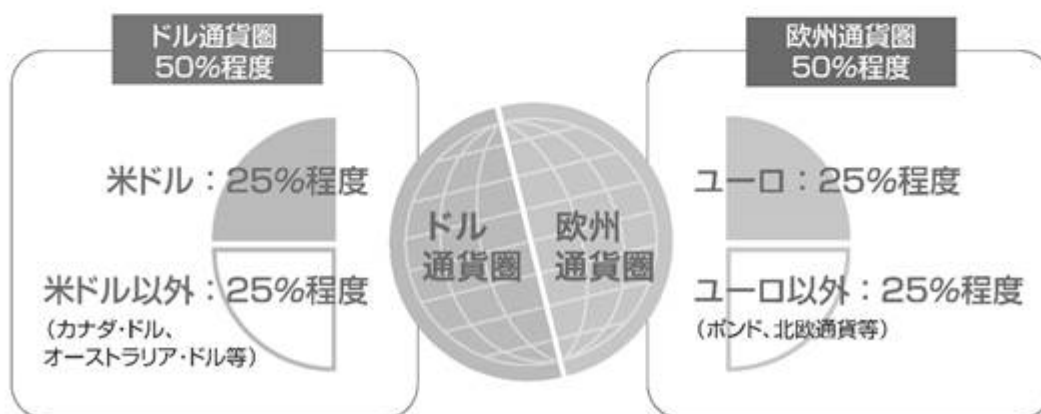 ドル通貨圏
50%程度
米ドル：25%程度
米ドル以外：25%程度
（カナダ・ドル、
オーストラリア・ドル等）
ドル
通貨圏
欧州
通貨圏
欧州通貨圏
50%程度
ユーロ：25%程度
ユーロ以外：25%程度
（ポンド、北欧通貨等）